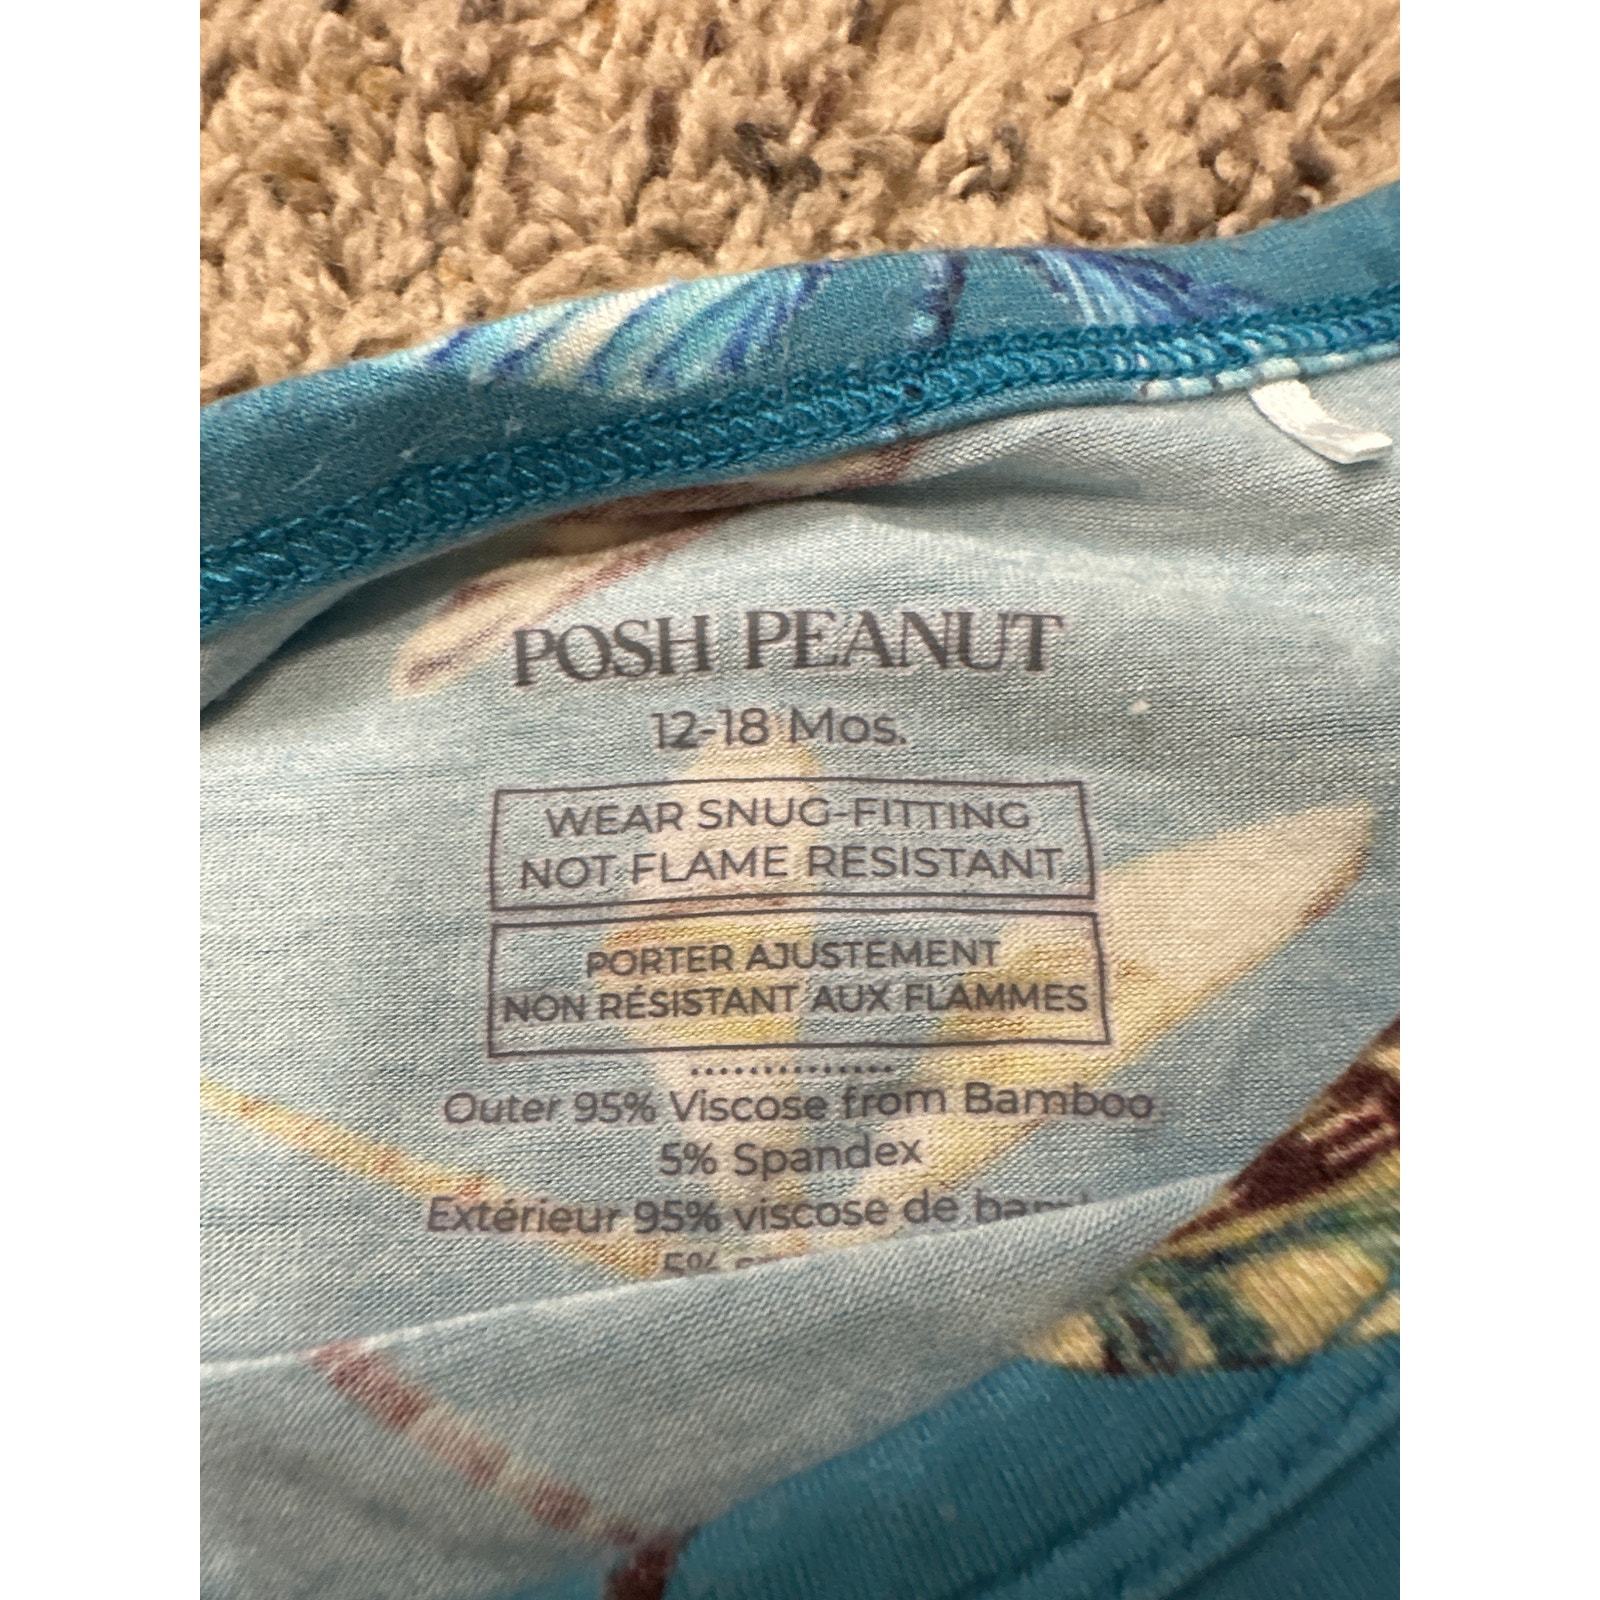 POSH PEANUT
12-18 Mos.
WEAR SNUG-FITTING
NOT FLAME RESISTANT
PORTER AJUSTEMENT
NON RÉSISTANT AUX FLAMMES
Outer 95% Viscose from Bamboo
5% Spandex
Extérieur 95% viscose de
5%